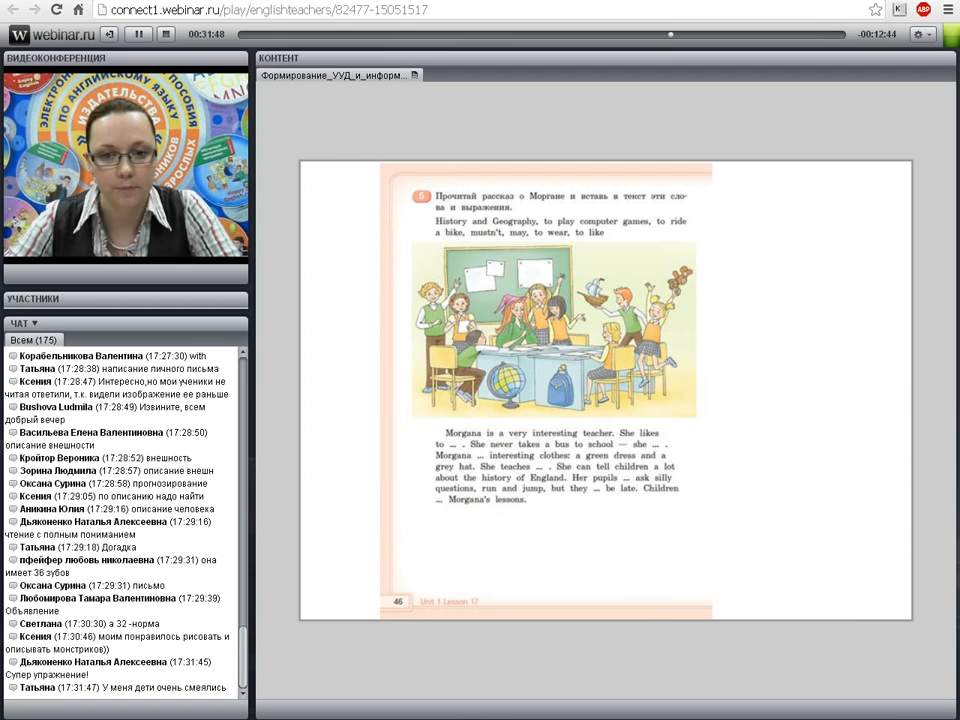 connect1.webinar.ru/play/englishteachers/82477-15051517
ABP
webinar.ru
00:31:48
-00:12:44
ВИДЕОКОНФЕРЕНЦИЯ
КОНТЕНТ
Формирование_УУД_и_информ...
ЭЛЕКТРОН
ПОСОБИЯ
ПО АНГЛИЙСКОМУ ЯЗЫКУ
ИЗДАТЕЛЬСТВА
УЧАСТНИКИ
ЧАТ
Всем (175)
Корабельникова Валентина (17:27:30) with
Татьяна (17:28:38) написание личного письма
Ксения (17:28:47) Интересно,но мои ученики не
читая ответили, т.к. видели изображение ее раньше
Bushova Ludmila (17:28:49) Извините, всем
добрый вечер
Васильева Елена Валентиновна (17:28:50)
описание внешности
Кройтор Вероника (17:28:52) внешность
Зорина Людмила (17:28:57) описание внешн
Оксана Сурина (17:28:58) прогнозирование
Ксения (17:29:05) по описанию надо найти
Аникина Юлия (17:29:16) описание человека
Дьяконенко Наталья Алексеевна (17:29:16)
чтение с полным пониманием
Татьяна (17:29:18) Догадка
пфейфер любовь николаевна (17:29:31) она
имеет 36 зубов
Оксана Сурина (17:29:31) письмо
Любомирова Тамара Валентиновна (17:29:39)
Объявление
Светлана (17:30:30) а 32 -норма
Ксения (17:30:46) моим понравилось рисовать и
описывать монстриков))
Дьяконенко Наталья Алексеевна (17:31:45)
Супер упражнение!
Татьяна (17:31:47) У меня дети очень смеялись
5 Прочитай рассказ о Моргане и вставь в текст эти сло-
ва и выражения.
History and Geography, to play computer games, to ride
a bike, mustn't, may, to wear, to like
Morgana is a very interesting teacher. She likes
to ... . She never takes a bus to school — she ... .
Morgana ... interesting clothes: a green dress and a
grey hat. She teaches ... . She can tell children a lot
about the history of England. Her pupils ... ask silly
questions, run and jump, but they ... be late. Children
... Morgana's lessons.
46 Unit 1 Lesson 17